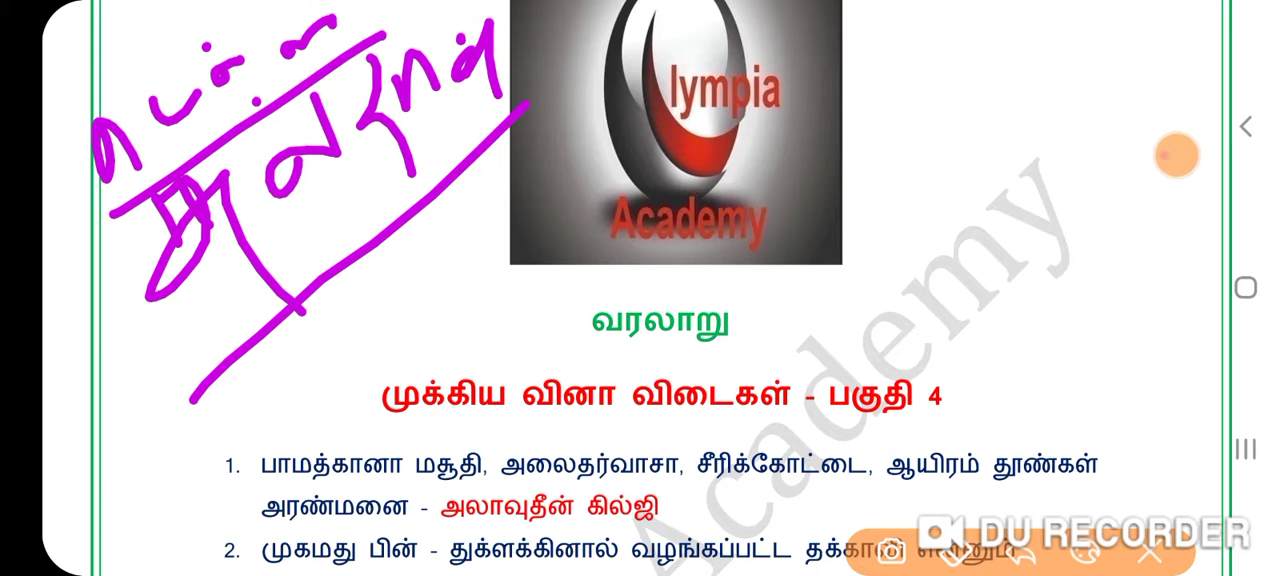 lympia
Academy
Academy
வரலாறு
முக்கிய வினா விடைகள் - பகுதி 4
1. பாமத்கானா மசூதி, அலைதர்வாசா, சீரிக்கோட்டை, ஆயிரம் தூண்கள்
அரண்மனை - அலாவுதீன் கில்ஜி
2. முகமது பின் - துக்ளக்கினால் வழங்கப்பட்ட
DU RECORDER